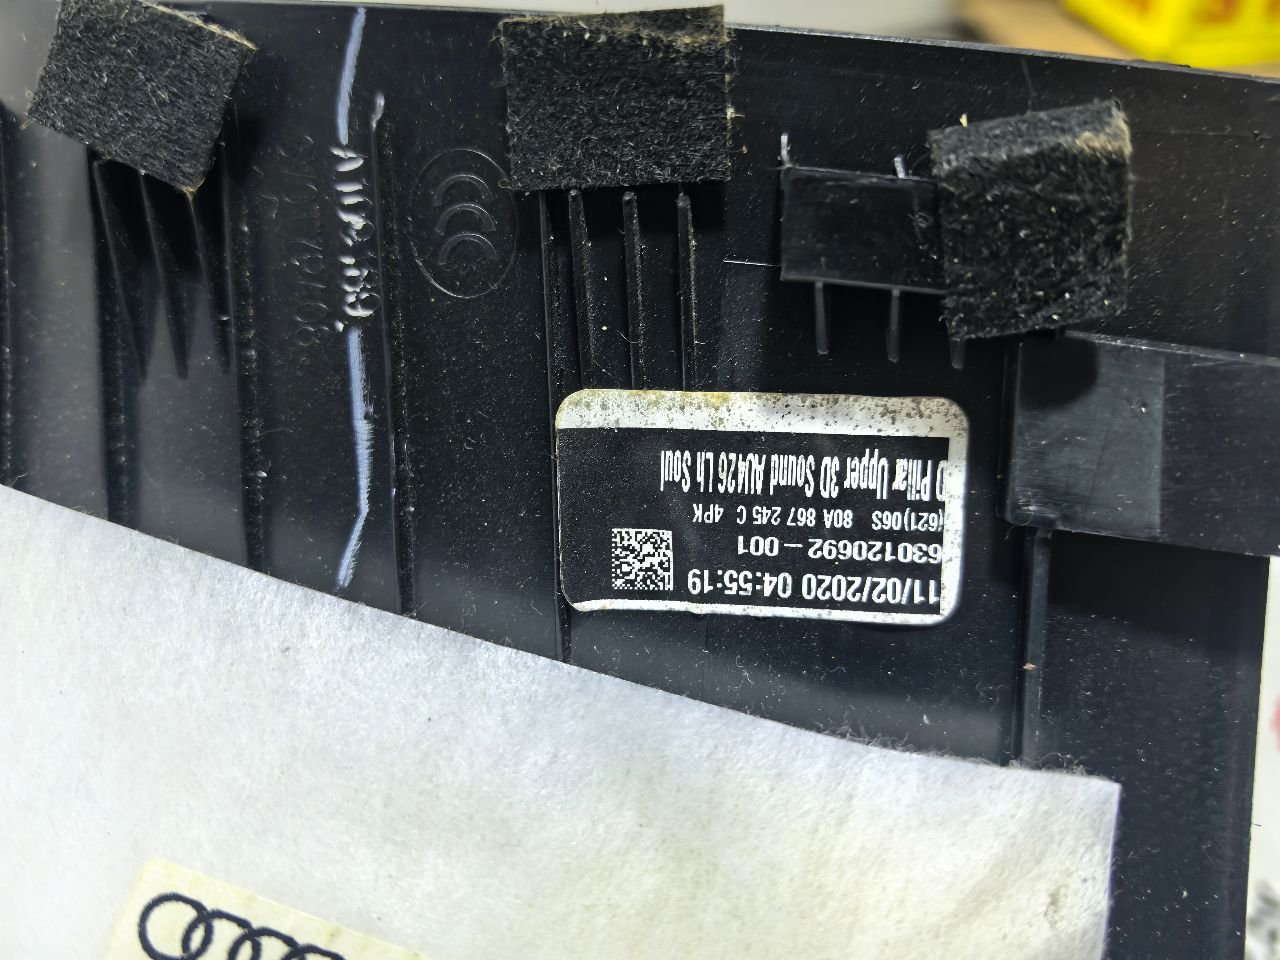 11/02/2020 04:55:19
630120692-001
(621)06S 80A 867 245 C 4PK
D Pillar Upper 3D Sound AU426 Lh Soul